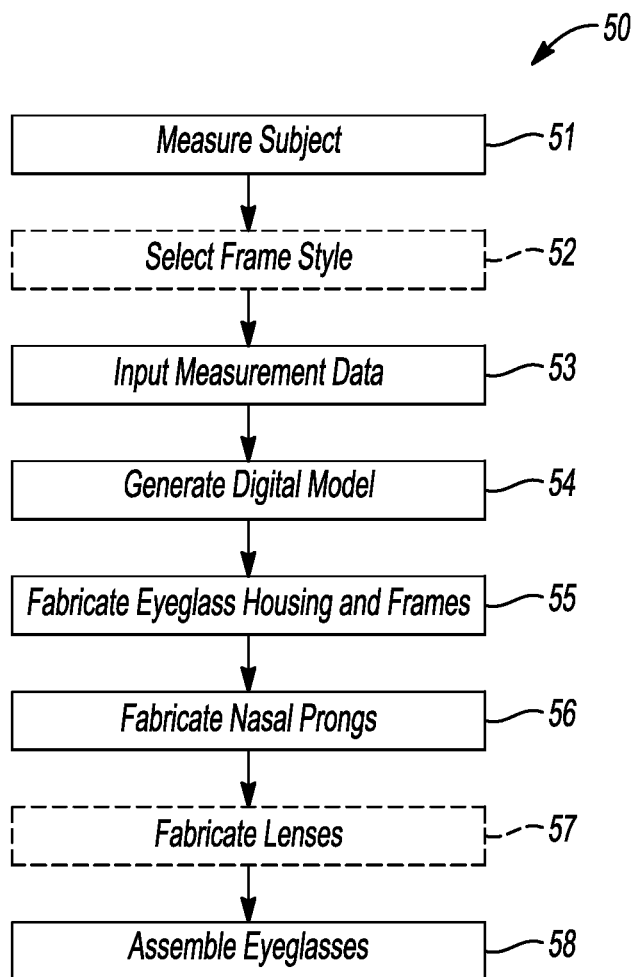 50
Measure Subject 51
Select Frame Style 52
Input Measurement Data 53
Generate Digital Model 54
Fabricate Eyeglass Housing and Frames 55
Fabricate Nasal Prongs 56
Fabricate Lenses 57
Assemble Eyeglasses 58